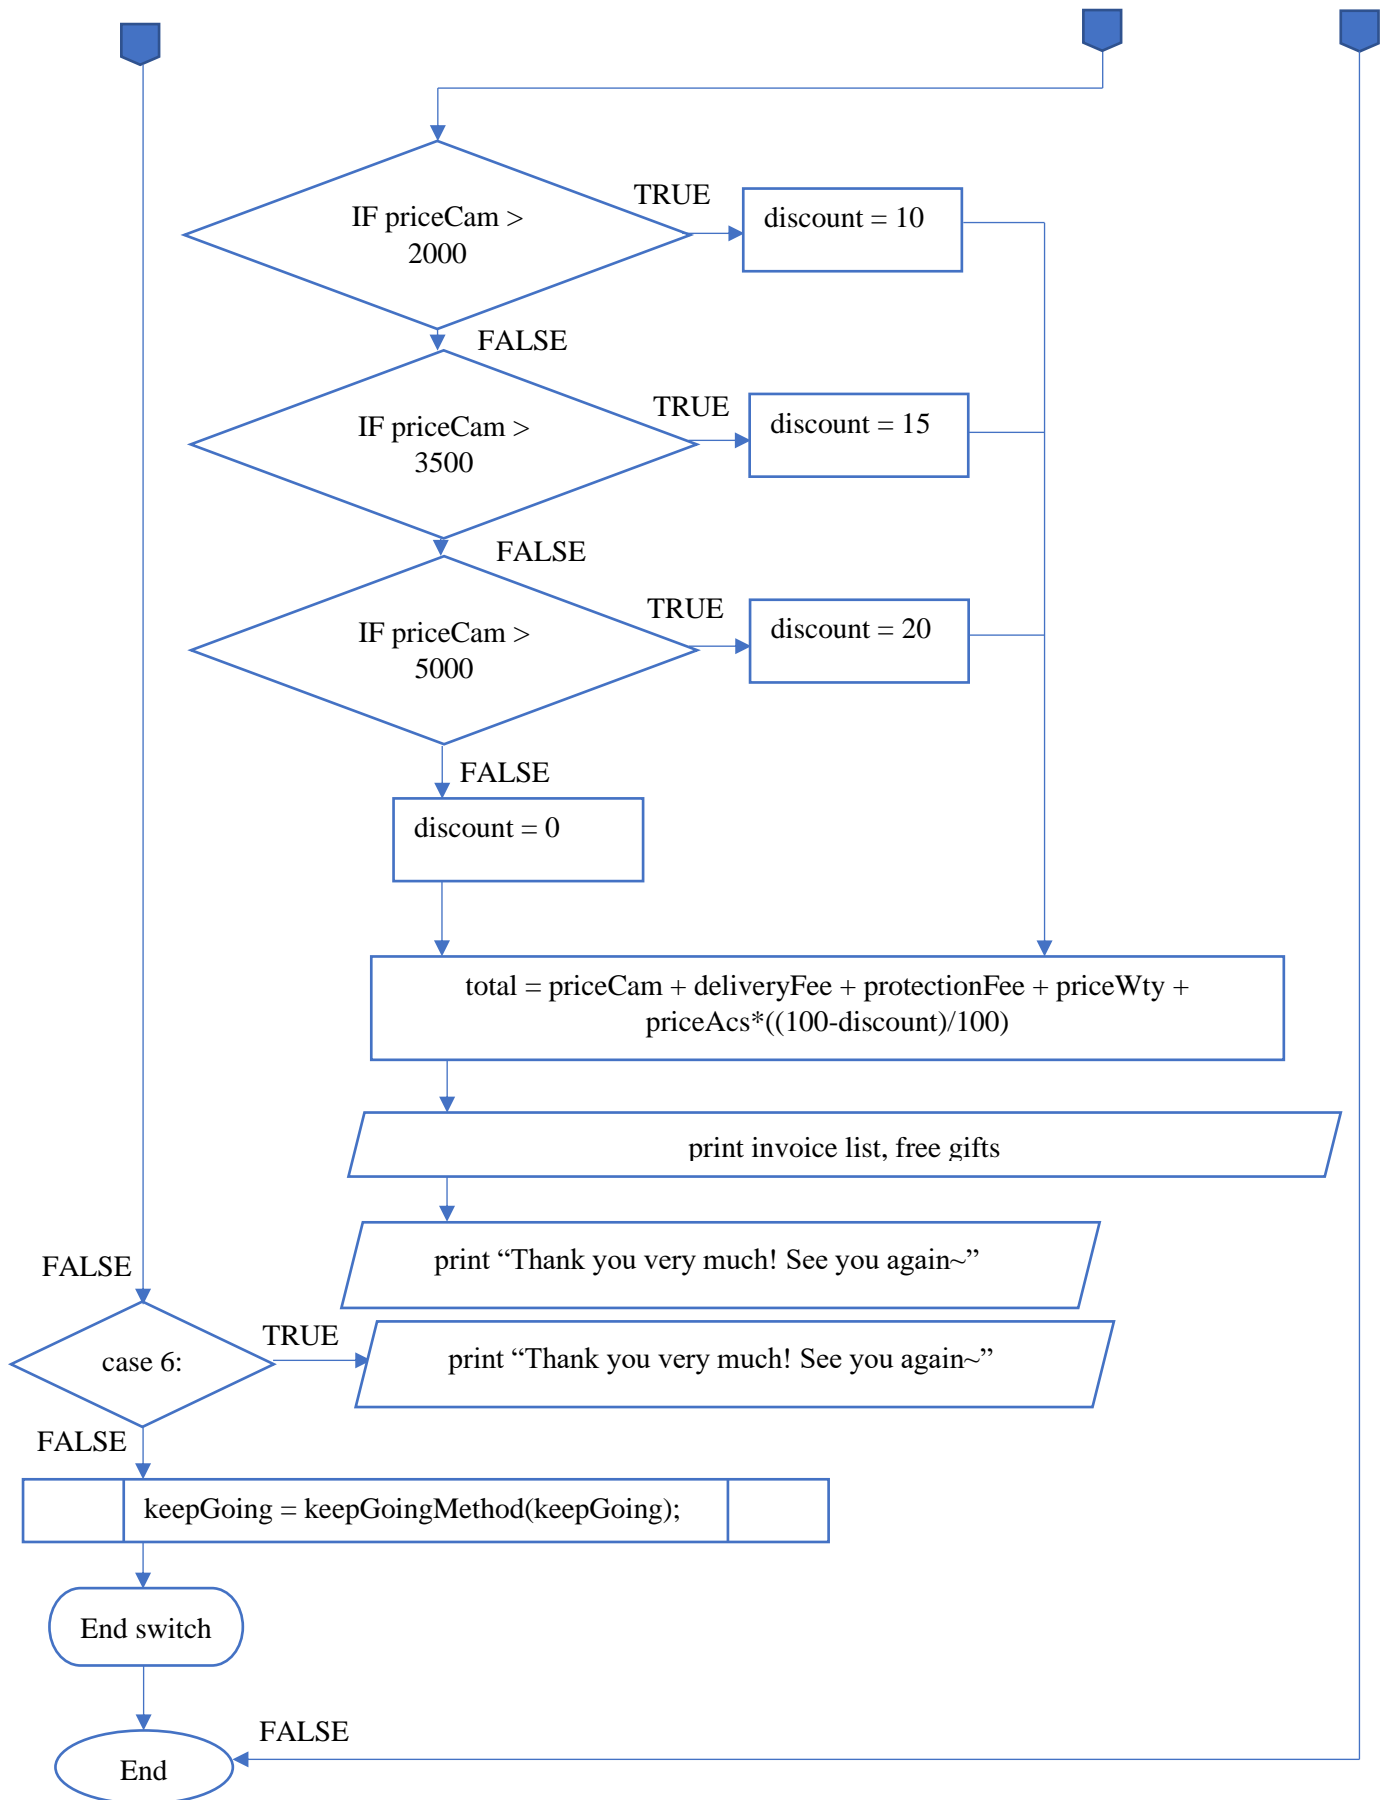 IF priceCam >
2000
TRUE
discount = 10
FALSE
IF priceCam >
3500
TRUE
discount = 15
FALSE
IF priceCam >
5000
TRUE
discount = 20
FALSE
discount = 0
total = priceCam + deliveryFee + protectionFee + priceWty +
priceAcs*((100-discount)/100)
print invoice list, free gifts
print “Thank you very much! See you again~”
FALSE
case 6:
TRUE
print “Thank you very much! See you again~”
FALSE
keepGoing = keepGoingMethod(keepGoing);
End switch
FALSE
End